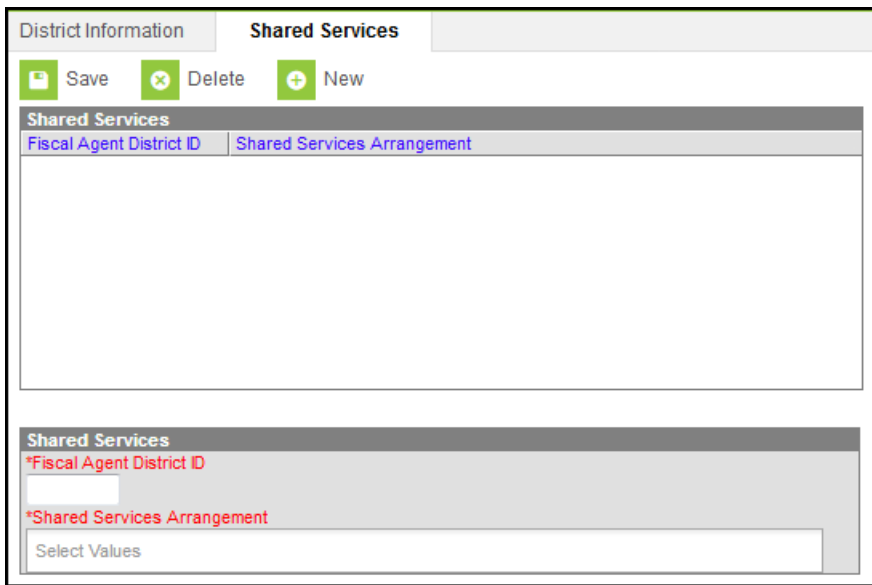 District Information Shared Services
Save Delete New
Shared Services
Fiscal Agent District ID Shared Services Arrangement
Shared Services
*Fiscal Agent District ID
*Shared Services Arrangement
Select Values